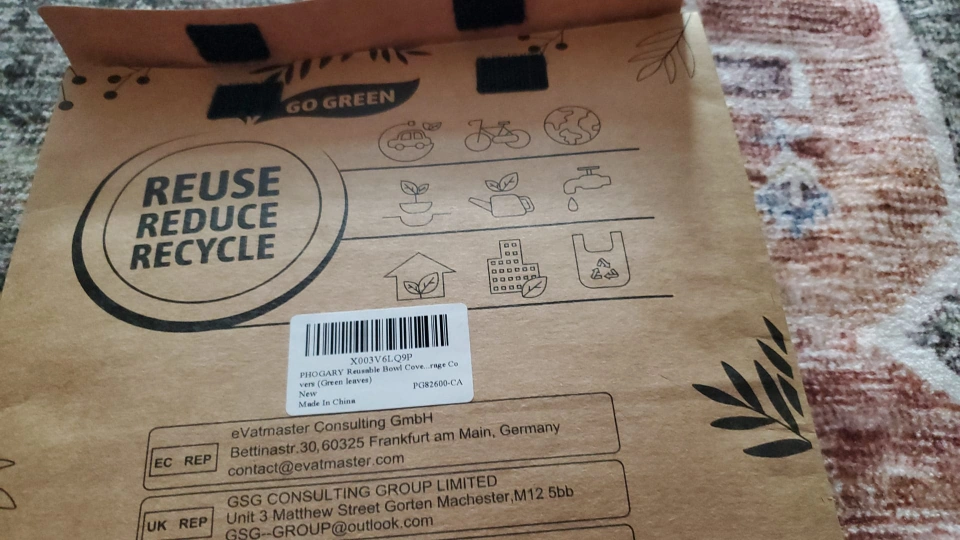 GO GREEN
REUSE
REDUCE
RECYCLE
X003V6LQ9P
PHOGARY Reusable Bowl Cove...rage Co
vers (Green leaves)
New
PG82600-CA
Made In China
eVatmaster Consulting GmbH
Bettinastr.30,60325 Frankfurt am Main, Germany
contact@evatmaster.com
EC REP
GSG CONSULTING GROUP LIMITED
Unit 3 Matthew Street Gorten Machester,M12 5bb
GSG--GROUP@outlook.com
UK REP